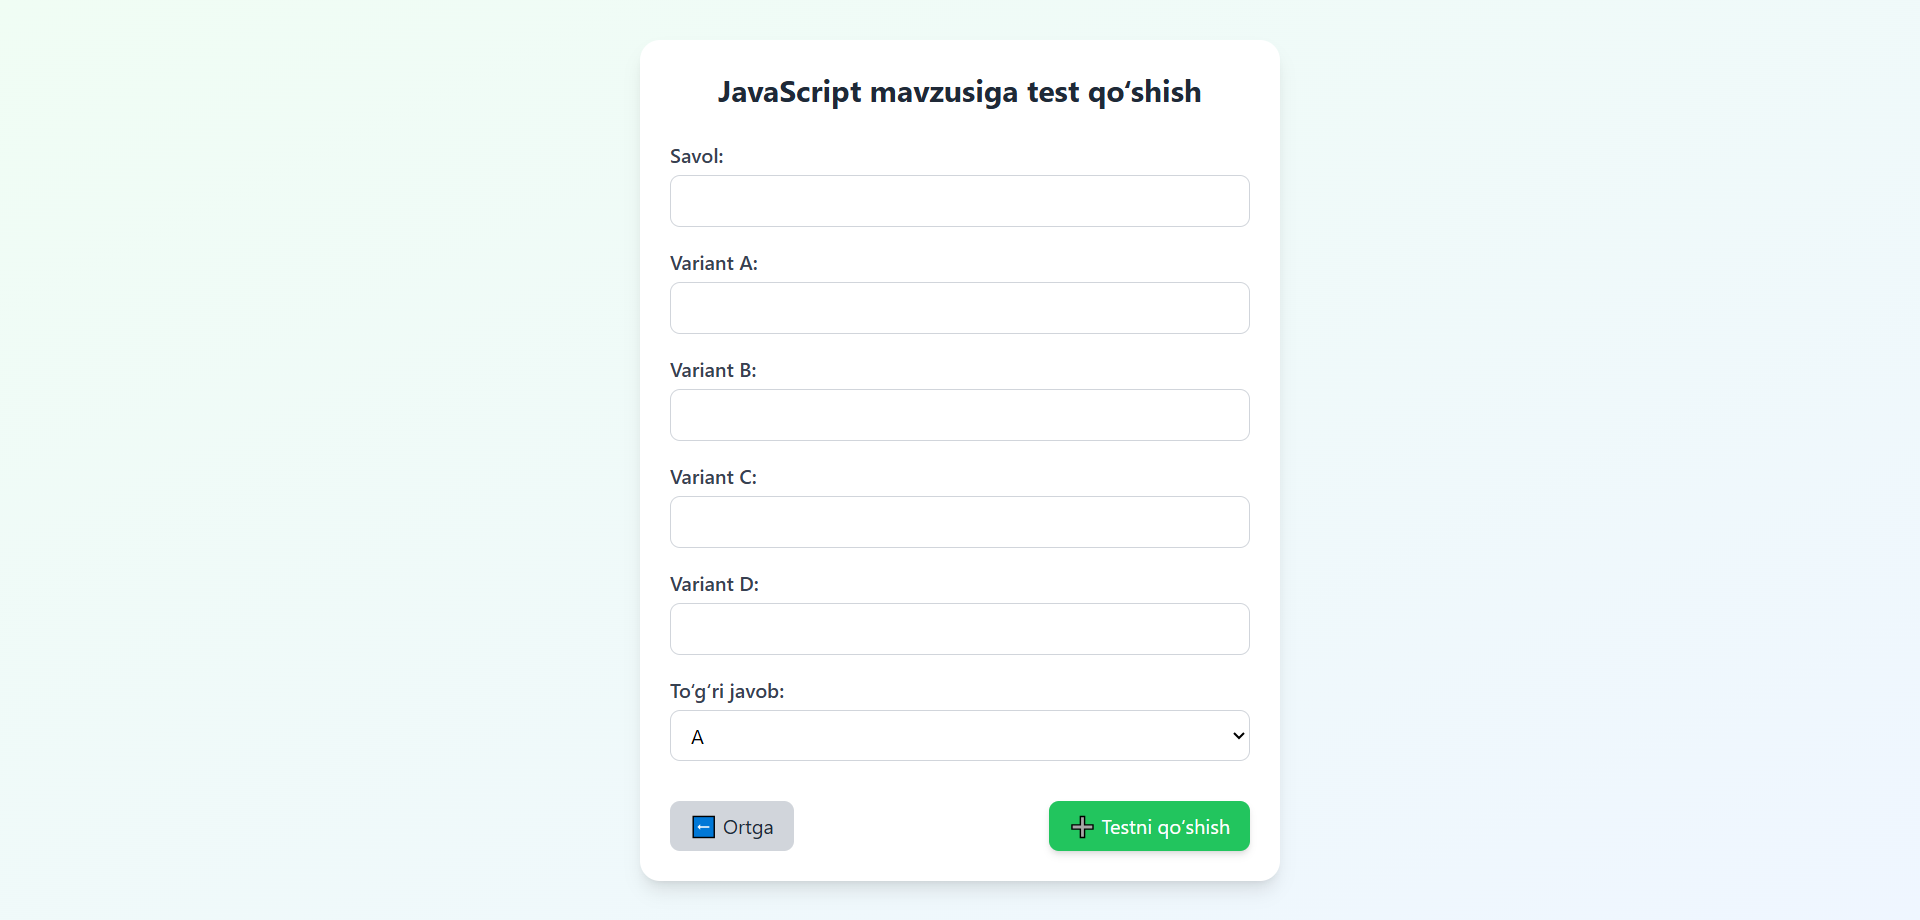 JavaScript mavzusiga test qo‘shish
Savol:
Variant A:
Variant B:
Variant C:
Variant D:
To‘g‘ri javob:
A
⬅ Ortga
➕ Testni qo‘shish